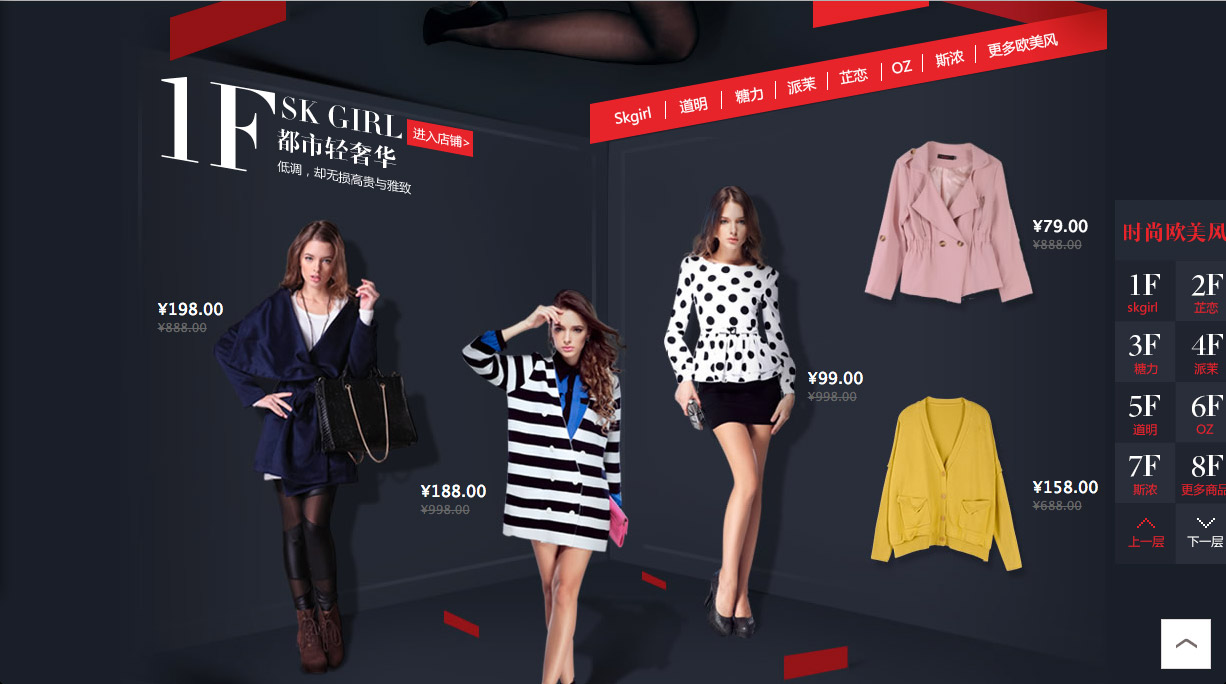 Skgirl | 道明 | 糖力 | 派茉 | 芷恋 | OZ | 斯浓 | 更多欧美风
1F
SK GIRL
都市轻奢华
进入店铺>
低调，却无损高贵与雅致
¥198.00
¥888.00
¥188.00
¥998.00
¥99.00
¥998.00
¥79.00
¥888.00
¥158.00
¥688.00
时尚欧美风
1F 2F
skgirl 芷恋
3F 4F
糖力 派茉
5F 6F
道明 OZ
7F 8F
斯浓 更多商品
上一层 下一层